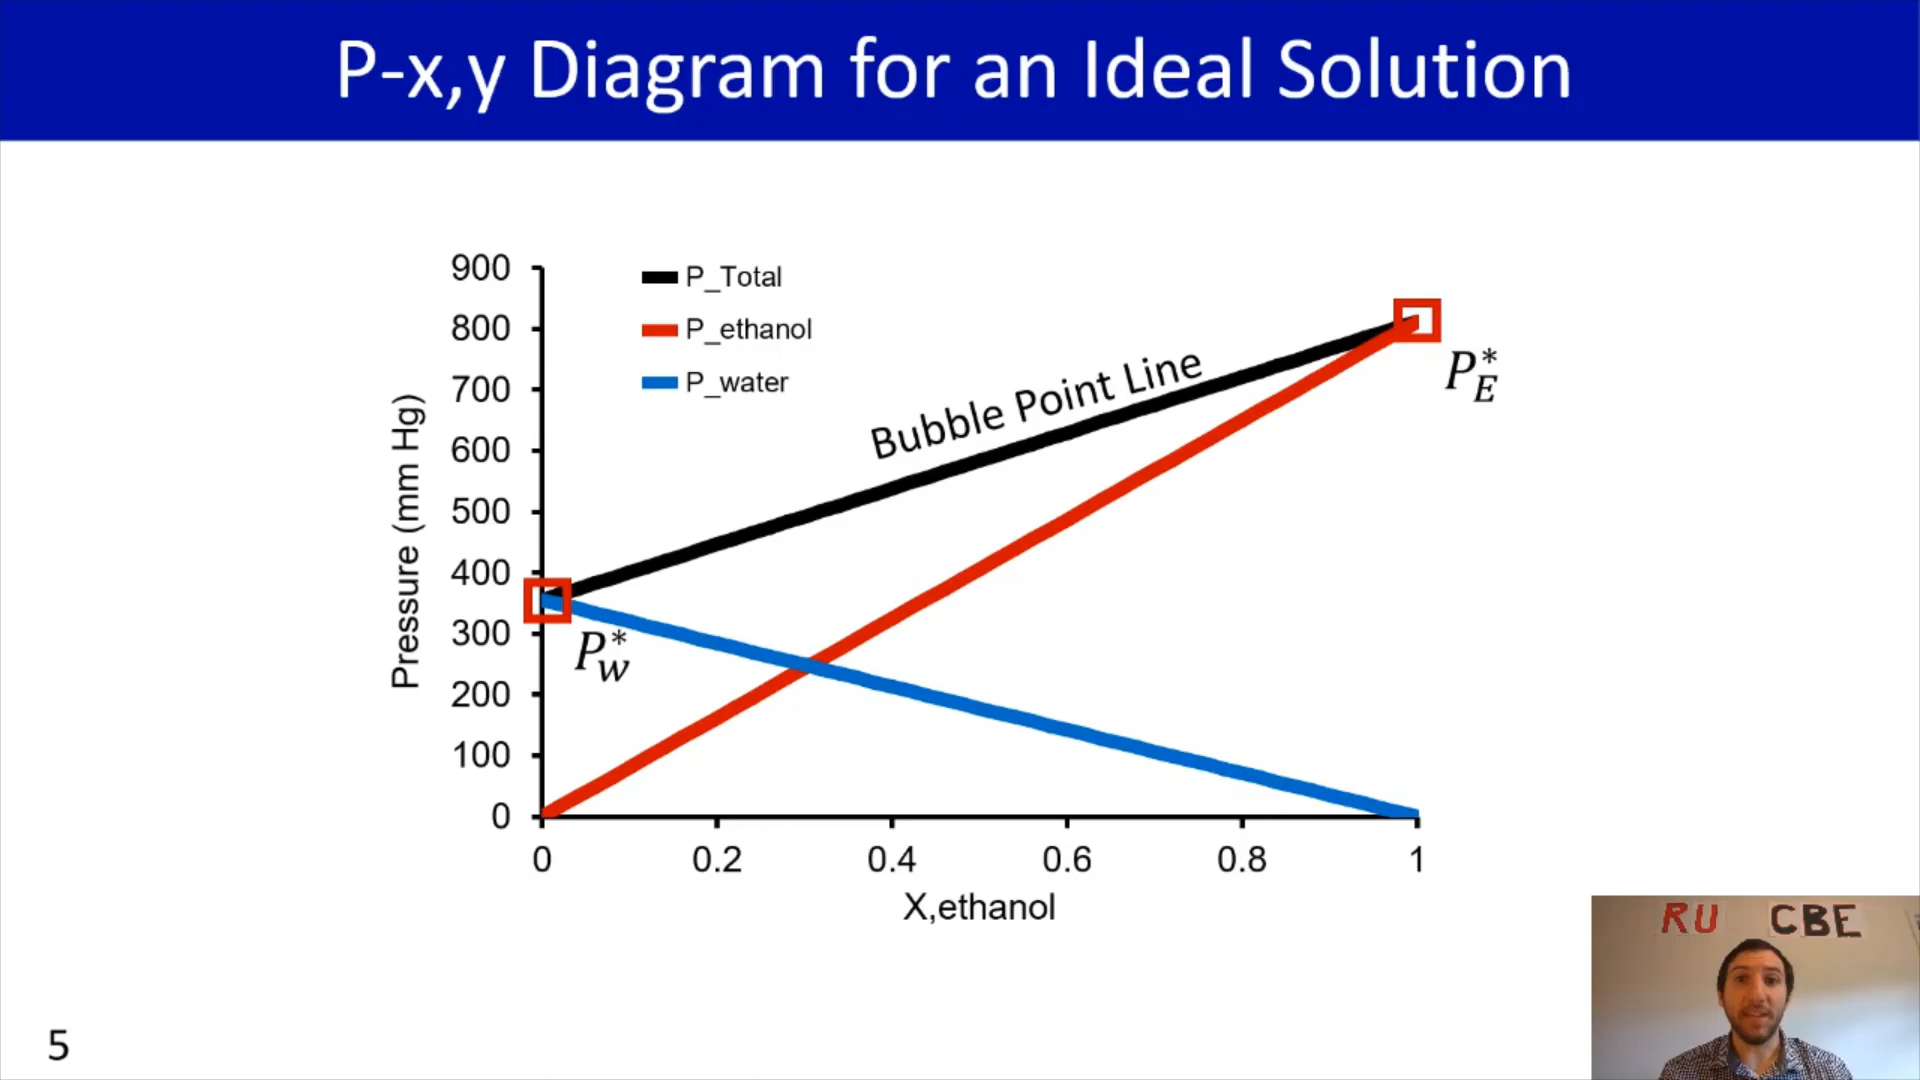 P-x,y Diagram for an Ideal Solution
900
800
700
600
500
400
300
200
100
0
Pressure (mm Hg)
P_Total
P_ethanol
P_water
Bubble Point Line
P*E
P*W
0 0.2 0.4 0.6 0.8 1
X,ethanol
RU CBE
5